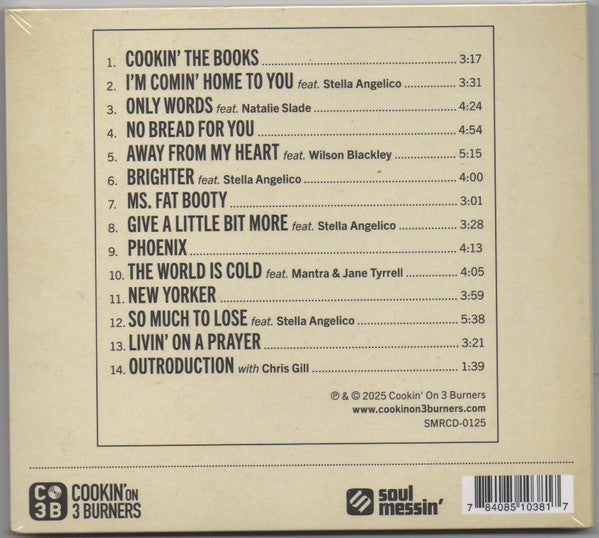 1. COOKIN' THE BOOKS 3:17
2. I'M COMIN' HOME TO YOU feat. Stella Angelico 3:31
3. ONLY WORDS feat. Natalie Slade 4:24
4. NO BREAD FOR YOU 4:54
5. AWAY FROM MY HEART feat. Wilson Blackley 5:15
6. BRIGHTER feat. Stella Angelico 4:00
7. MS. FAT BOOTY 3:01
8. GIVE A LITTLE BIT MORE feat. Stella Angelico 3:28
9. PHOENIX 4:13
10. THE WORLD IS COLD feat. Mantra & Jane Tyrrell 4:05
11. NEW YORKER 3:59
12. SO MUCH TO LOSE feat. Stella Angelico 5:38
13. LIVIN' ON A PRAYER 3:21
14. OUTRODUCTION with Chris Gill 1:39
℗ & © 2025 Cookin' On 3 Burners
www.cookinon3burners.com
SMRCD-0125
CO
3B
COOKIN' ON
3 BURNERS
soul
messin'
7 84085 10381 7